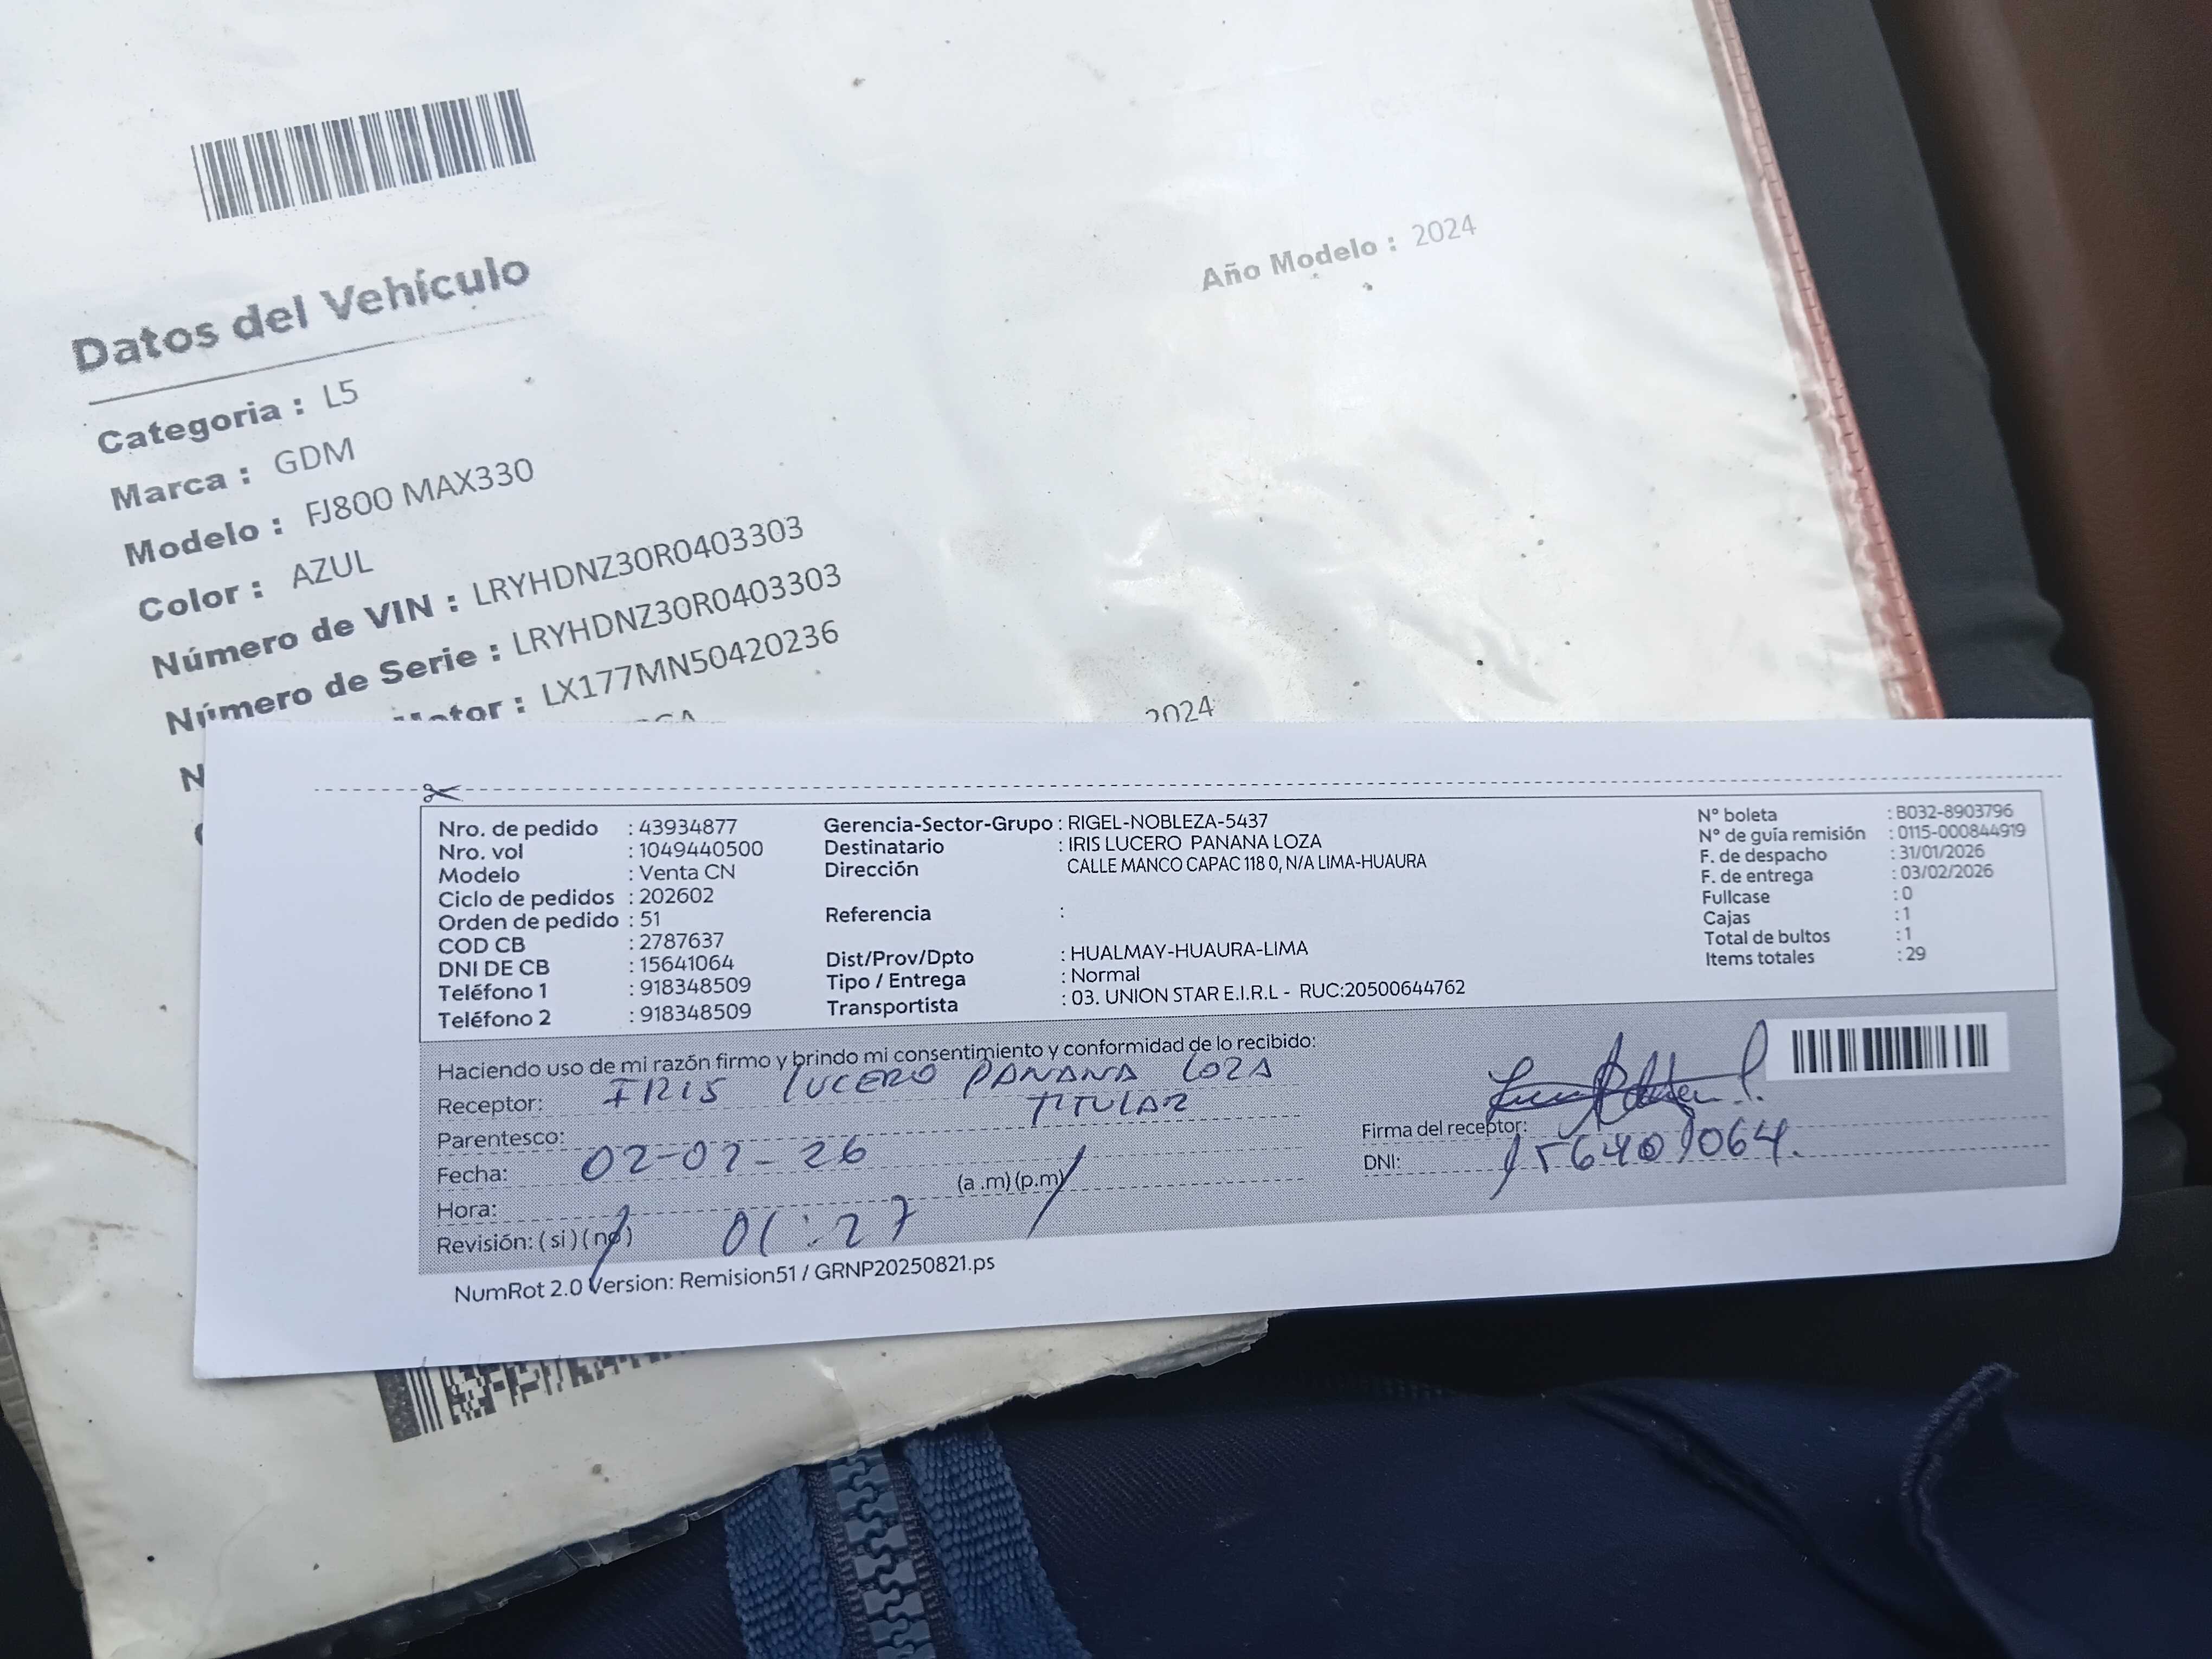 Datos del Vehículo
Categoria : L5
Año Modelo : 2024
Marca : GDM
Modelo : FJ800 MAX330
Color : AZUL
Número de VIN : LRYHDNZ30R0403303
Número de Serie : LRYHDNZ30R0403303
Motor : LX177MN50420236
2024
Nro. de pedido : 43934877
Nro. vol : 1049440500
Modelo : Venta CN
Ciclo de pedidos : 202602
Orden de pedido : 51
COD CB : 2787637
DNI DE CB : 15641064
Teléfono 1 : 918348509
Teléfono 2 : 918348509
Gerencia-Sector-Grupo : RIGEL-NOBLEZA-5437
Destinatario : IRIS LUCERO PANANA LOZA
Dirección CALLE MANCO CAPAC 118 0, N/A LIMA-HUAURA
Referencia :
Dist/Prov/Dpto : HUALMAY-HUAURA-LIMA
Tipo / Entrega : Normal
Transportista : 03. UNION STAR E.I.R.L - RUC:20500644762
N° boleta : B032-8903796
N° de guía remisión : 0115-000844919
F. de despacho : 31/01/2026
F. de entrega : 03/02/2026
Fullcase : 0
Cajas : 1
Total de bultos : 1
Items totales : 29
Haciendo uso de mi razón firmo y brindo mi consentimiento y conformidad de lo recibido:
Receptor: IRIS LUCERO PANANA LOZA
Parentesco: TITULAR
Fecha: 02-02-26
Hora: 01:27 (a .m) (p.m)
Revisión: ( si ) ( no )
Firma del receptor:
DNI: 15640064.
NumRot 2.0 Version: Remision51 / GRNP20250821.ps